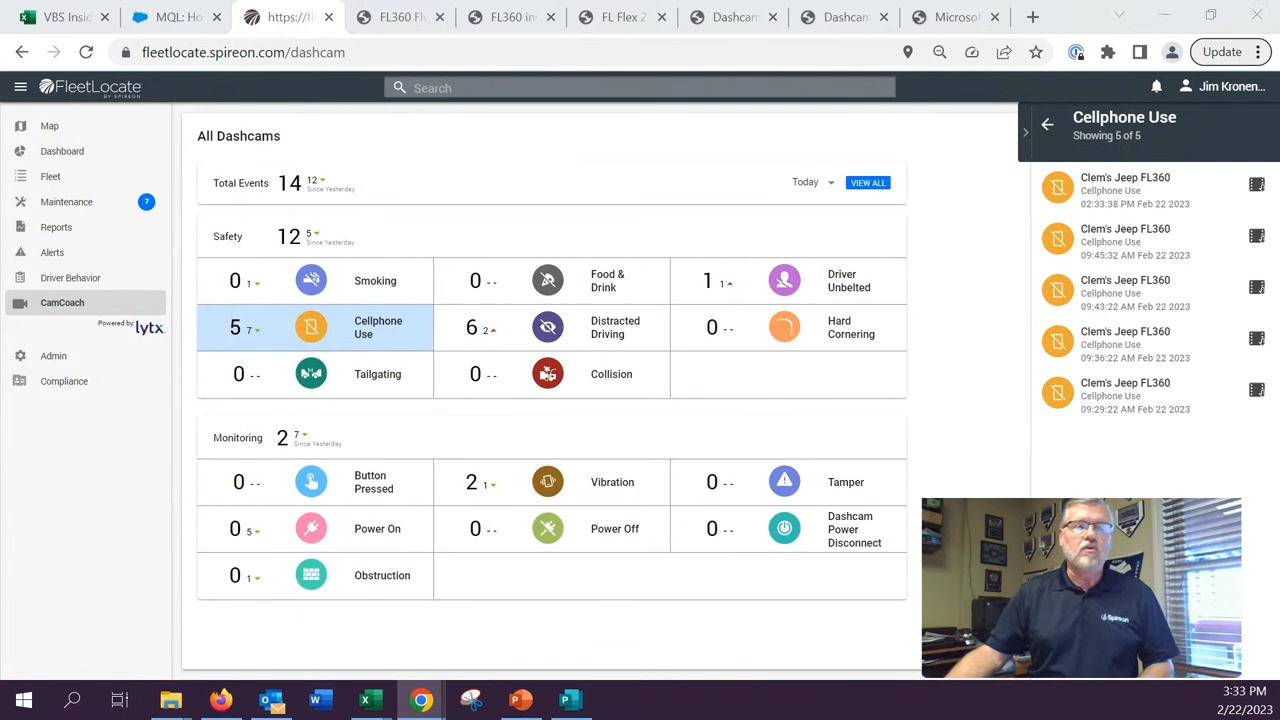 VBS Insid
MQL: Ho
https://fl
FL360 Fl
FL360 in
FL Flex 2
Dashcam
Dashcam
Microsof
fleetlocate.spireon.com/dashcam
Update
FleetLocate
BY SPIREON
Search
Jim Kronen...
Map
Dashboard
Fleet
Maintenance
7
Reports
Alerts
Driver Behavior
CamCoach
Powered by:
lytx
Admin
Compliance
All Dashcams
Total Events 14 12 Since Yesterday
Today
VIEW ALL
Safety 12 5 Since Yesterday
0 1 Smoking
0 -- Food & Drink
1 1 Driver Unbelted
5 7 Cellphone Use
6 2 Distracted Driving
0 -- Hard Cornering
0 -- Tailgating
0 -- Collision
Monitoring 2 7 Since Yesterday
0 -- Button Pressed
2 1 Vibration
0 -- Tamper
0 5 Power On
0 -- Power Off
0 -- Dashcam Power Disconnect
0 1 Obstruction
Cellphone Use
Showing 5 of 5
Clem's Jeep FL360
Cellphone Use
02:33:38 PM Feb 22 2023
Clem's Jeep FL360
Cellphone Use
09:45:32 AM Feb 22 2023
Clem's Jeep FL360
Cellphone Use
09:43:22 AM Feb 22 2023
Clem's Jeep FL360
Cellphone Use
09:36:22 AM Feb 22 2023
Clem's Jeep FL360
Cellphone Use
09:29:22 AM Feb 22 2023
Spireon
3:33 PM
2/22/2023